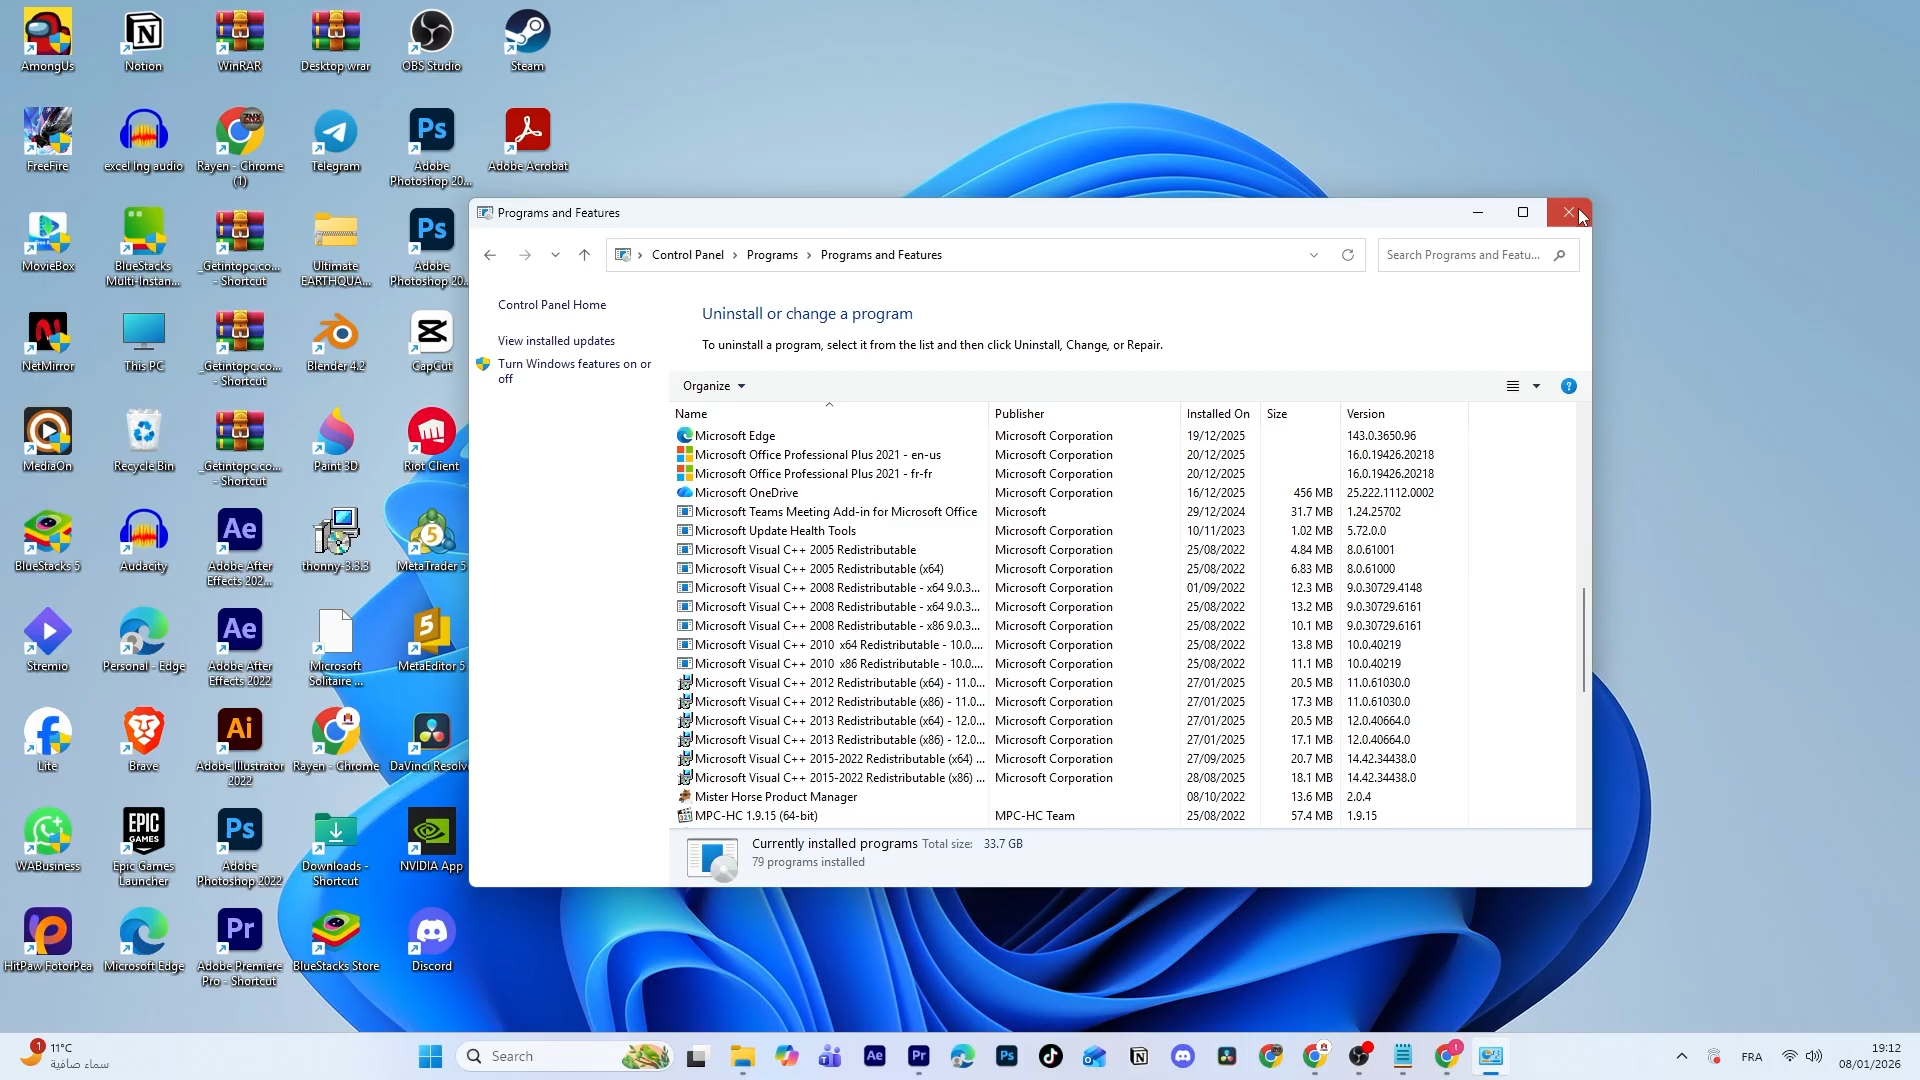 AmongUs
Notion
WinRAR
Desktop wrar
OBS Studio
Steam
FreeFire
excel lng audio
Rayen - Chrome
(1)
Telegram
Adobe
Photoshop 20...
Adobe Acrobat
MovieBox
BlueStacks
Multi-Instan...
_Getintopc.co...
- Shortcut
Ultimate
EARTHQUA...
Adobe
Photoshop 20...
NetMirror
This PC
_Getintopc.co...
- Shortcut
Blender 4.2
CapCut
MediaOn
Recycle Bin
_Getintopc.co...
- Shortcut
Paint 3D
Riot Client
BlueStacks 5
Audacity
Adobe After
Effects 202...
thonny-3.3.3
MetaTrader 5
Stremio
Personal - Edge
Adobe After
Effects 2022
Microsoft
Solitaire ...
MetaEditor 5
Lite
Brave
Adobe Illustrator
2022
Rayen - Chrome
DaVinci Resolve
WABusiness
Epic Games
Launcher
Adobe
Photoshop 2022
Downloads -
Shortcut
NVIDIA App
HitPaw FotorPea
Microsoft Edge
Adobe Premiere
Pro - Shortcut
BlueStacks Store
Discord
Programs and Features
Control Panel > Programs > Programs and Features
Search Programs and Featu...
Control Panel Home
View installed updates
Turn Windows features on or
off
Uninstall or change a program
To uninstall a program, select it from the list and then click Uninstall, Change, or Repair.
Organize
Name Publisher Installed On Size Version
Microsoft Edge Microsoft Corporation 19/12/2025 143.0.3650.96
Microsoft Office Professional Plus 2021 - en-us Microsoft Corporation 20/12/2025 16.0.19426.20218
Microsoft Office Professional Plus 2021 - fr-fr Microsoft Corporation 20/12/2025 16.0.19426.20218
Microsoft OneDrive Microsoft Corporation 16/12/2025 456 MB 25.222.1112.0002
Microsoft Teams Meeting Add-in for Microsoft Office Microsoft 29/12/2024 31.7 MB 1.24.25702
Microsoft Update Health Tools Microsoft Corporation 10/11/2023 1.02 MB 5.72.0.0
Microsoft Visual C++ 2005 Redistributable Microsoft Corporation 25/08/2022 4.84 MB 8.0.61001
Microsoft Visual C++ 2005 Redistributable (x64) Microsoft Corporation 25/08/2022 6.83 MB 8.0.61000
Microsoft Visual C++ 2008 Redistributable - x64 9.0.3... Microsoft Corporation 01/09/2022 12.3 MB 9.0.30729.4148
Microsoft Visual C++ 2008 Redistributable - x64 9.0.3... Microsoft Corporation 25/08/2022 13.2 MB 9.0.30729.6161
Microsoft Visual C++ 2008 Redistributable - x86 9.0.3... Microsoft Corporation 25/08/2022 10.1 MB 9.0.30729.6161
Microsoft Visual C++ 2010 x64 Redistributable - 10.0.... Microsoft Corporation 25/08/2022 13.8 MB 10.0.40219
Microsoft Visual C++ 2010 x86 Redistributable - 10.0.... Microsoft Corporation 25/08/2022 11.1 MB 10.0.40219
Microsoft Visual C++ 2012 Redistributable (x64) - 11.0... Microsoft Corporation 27/01/2025 20.5 MB 11.0.61030.0
Microsoft Visual C++ 2012 Redistributable (x86) - 11.0... Microsoft Corporation 27/01/2025 17.3 MB 11.0.61030.0
Microsoft Visual C++ 2013 Redistributable (x64) - 12.0... Microsoft Corporation 27/01/2025 20.5 MB 12.0.40664.0
Microsoft Visual C++ 2013 Redistributable (x86) - 12.0... Microsoft Corporation 27/01/2025 17.1 MB 12.0.40664.0
Microsoft Visual C++ 2015-2022 Redistributable (x64) ... Microsoft Corporation 27/09/2025 20.7 MB 14.42.34438.0
Microsoft Visual C++ 2015-2022 Redistributable (x86) ... Microsoft Corporation 28/08/2025 18.1 MB 14.42.34438.0
Mister Horse Product Manager 08/10/2022 13.6 MB 2.0.4
MPC-HC 1.9.15 (64-bit) MPC-HC Team 25/08/2022 57.4 MB 1.9.15
Currently installed programs Total size: 33.7 GB
79 programs installed
1
11°C
سماء صافية
Search
FRA
19:12
08/01/2026